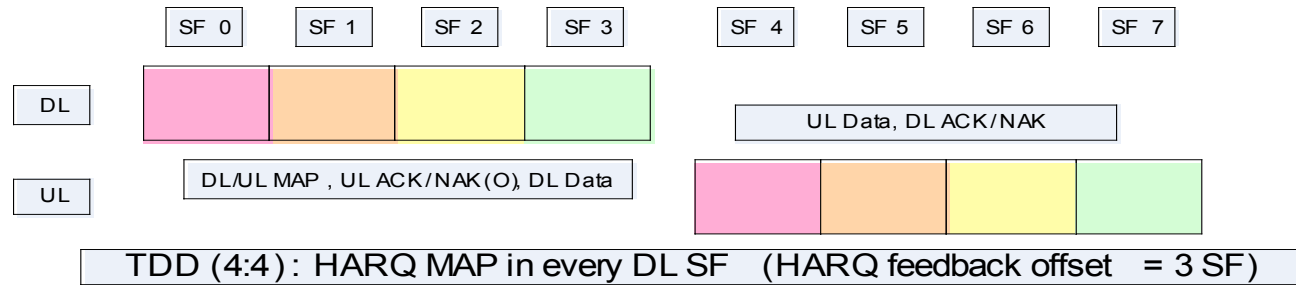 SF 0 SF 1 SF 2 SF 3 SF 4 SF 5 SF 6 SF 7
DL
UL Data, DL ACK/NAK
DL/UL MAP , UL ACK/NAK(O), DL Data
UL
TDD (4:4) : HARQ MAP in every DL SF (HARQ feedback offset = 3 SF)